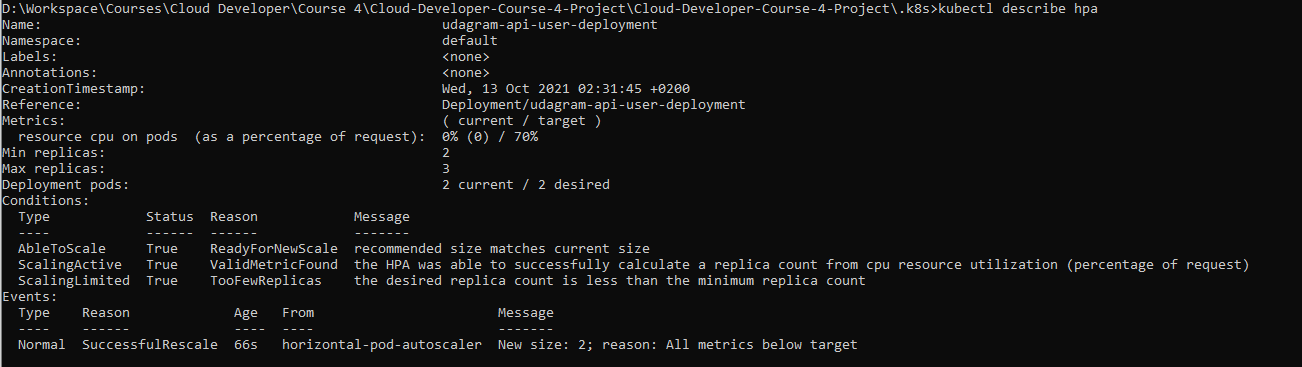 D:\Workspace\Courses\Cloud Developer\Course 4\Cloud-Developer-Course-4-Project\Cloud-Developer-Course-4-Project\.k8s>kubectl describe hpa
Name: udagram-api-user-deployment
Namespace: default
Labels: <none>
Annotations: <none>
CreationTimestamp: Wed, 13 Oct 2021 02:31:45 +0200
Reference: Deployment/udagram-api-user-deployment
Metrics: ( current / target )
resource cpu on pods (as a percentage of request): 0% (0) / 70%
Min replicas: 2
Max replicas: 3
Deployment pods: 2 current / 2 desired
Conditions:
Type Status Reason Message
---- ------ ------ -------
AbleToScale True ReadyForNewScale recommended size matches current size
ScalingActive True ValidMetricFound the HPA was able to successfully calculate a replica count from cpu resource utilization (percentage of request)
ScalingLimited True TooFewReplicas the desired replica count is less than the minimum replica count
Events:
Type Reason Age From Message
---- ------ ---- ---- -------
Normal SuccessfulRescale 66s horizontal-pod-autoscaler New size: 2; reason: All metrics below target